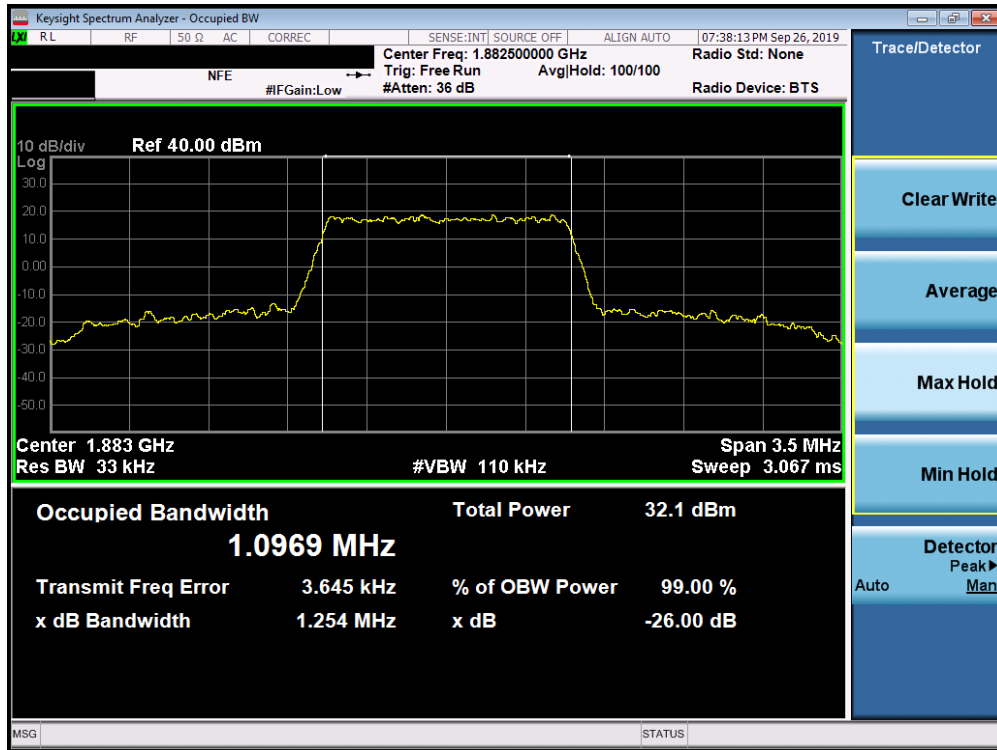 Keysight Spectrum Analyzer - Occupied BW
LXI RL RF 50 Ω AC CORREC SENSE:INT SOURCE OFF ALIGN AUTO 07:38:13 PM Sep 26, 2019
Center Freq: 1.882500000 GHz Radio Std: None
NFE Trig: Free Run Avg|Hold: 100/100
#IFGain:Low #Atten: 36 dB Radio Device: BTS
10 dB/div Ref 40.00 dBm
Log
30.0
20.0
10.0
0.00
-10.0
-20.0
-30.0
-40.0
-50.0
Center 1.883 GHz Span 3.5 MHz
Res BW 33 kHz #VBW 110 kHz Sweep 3.067 ms
Occupied Bandwidth Total Power 32.1 dBm
1.0969 MHz
Transmit Freq Error 3.645 kHz % of OBW Power 99.00 %
x dB Bandwidth 1.254 MHz x dB -26.00 dB
MSG STATUS
Trace/Detector
Clear Write
Average
Max Hold
Min Hold
Detector
Peak▶
Auto Man